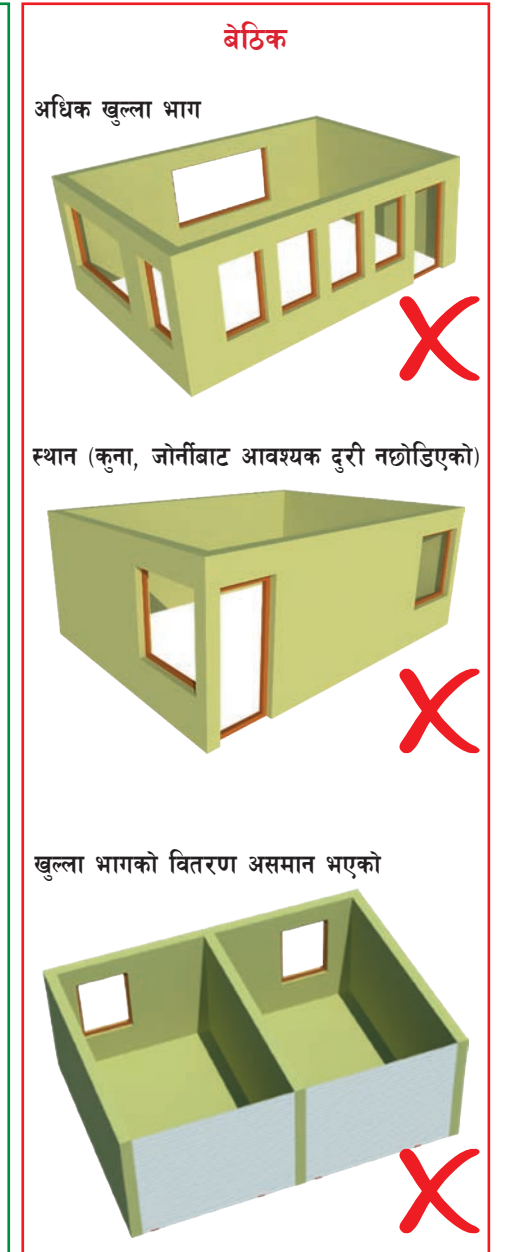 बेठिक
अधिक खुल्ला भाग
स्थान (कुना, जोर्नीबाट आवश्यक दुरी नछोडिएको)
खुल्ला भागको वितरण असमान भएको